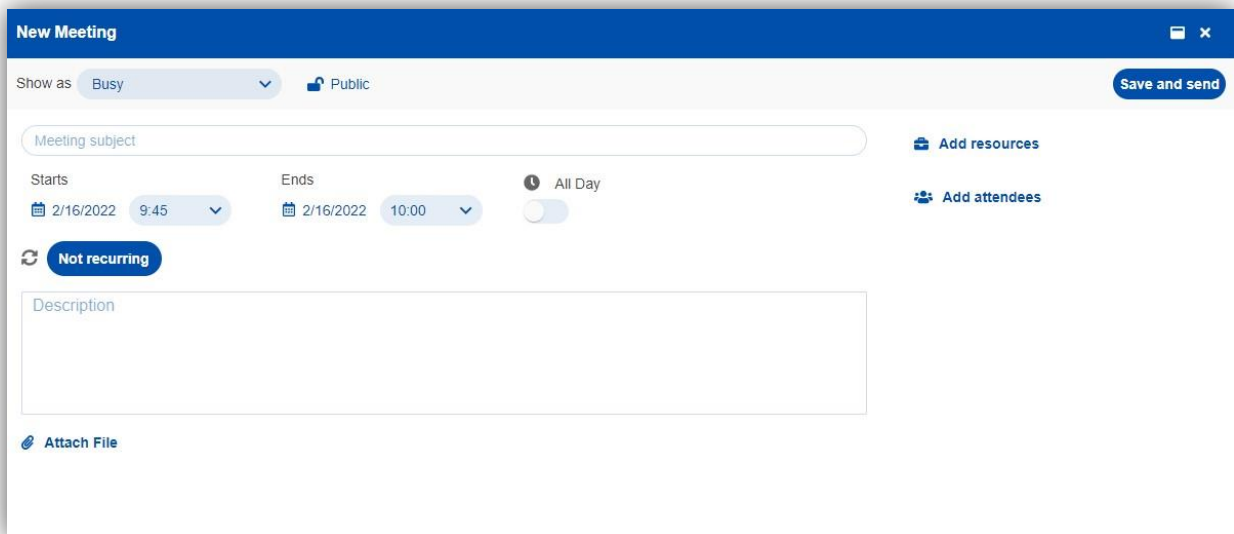 New Meeting
Show as Busy Public Save and send
Meeting subject
Add resources
Starts Ends All Day
2/16/2022 9:45 2/16/2022 10:00
Add attendees
Not recurring
Description
Attach File